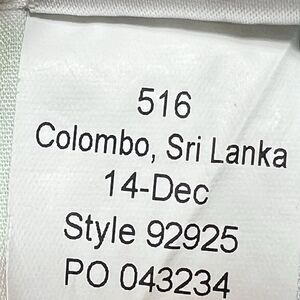 516
Colombo, Sri Lanka
14-Dec
Style 92925
PO 043234